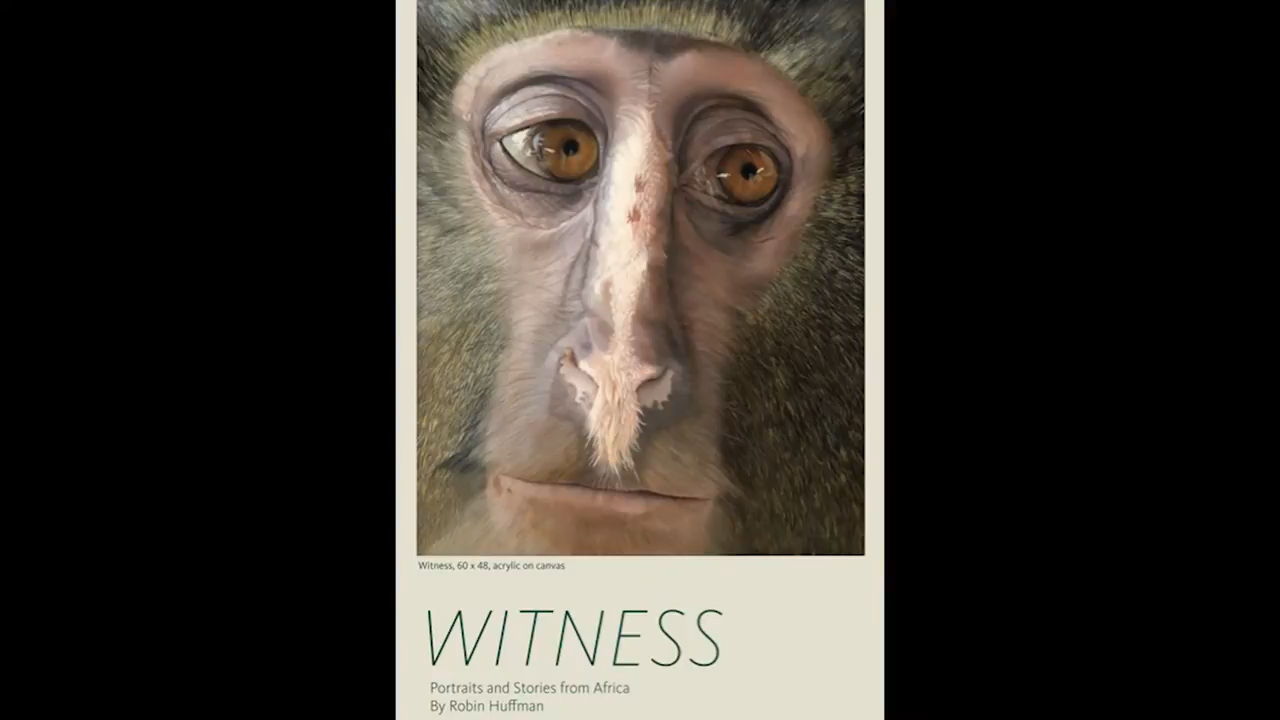 Witness, 60 x 48, acrylic on canvas
WITNESS
Portraits and Stories from Africa
By Robin Huffman